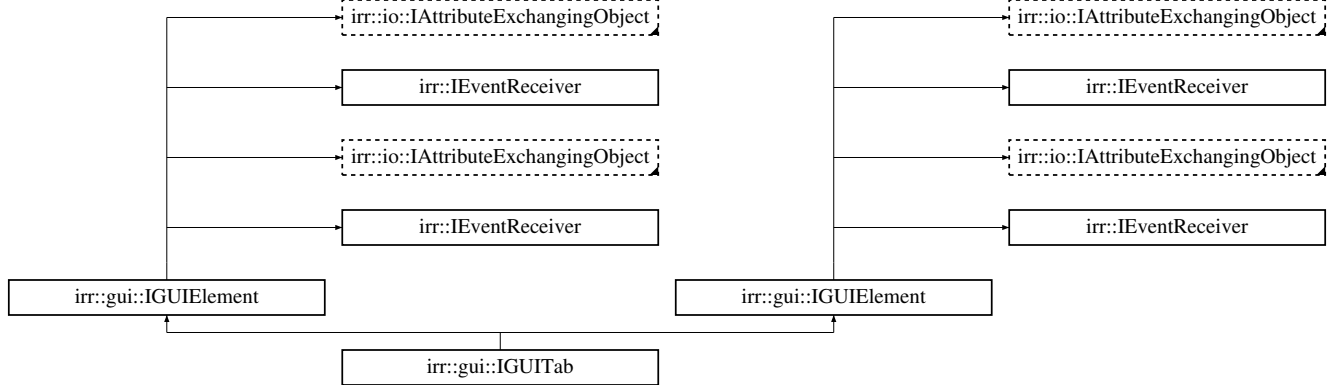 irr::io::IAttributeExchangingObject irr::io::IAttributeExchangingObject
irr::IEventReceiver irr::IEventReceiver
irr::io::IAttributeExchangingObject irr::io::IAttributeExchangingObject
irr::IEventReceiver irr::IEventReceiver
irr::gui::IGUIElement irr::gui::IGUIElement
irr::gui::IGUITab